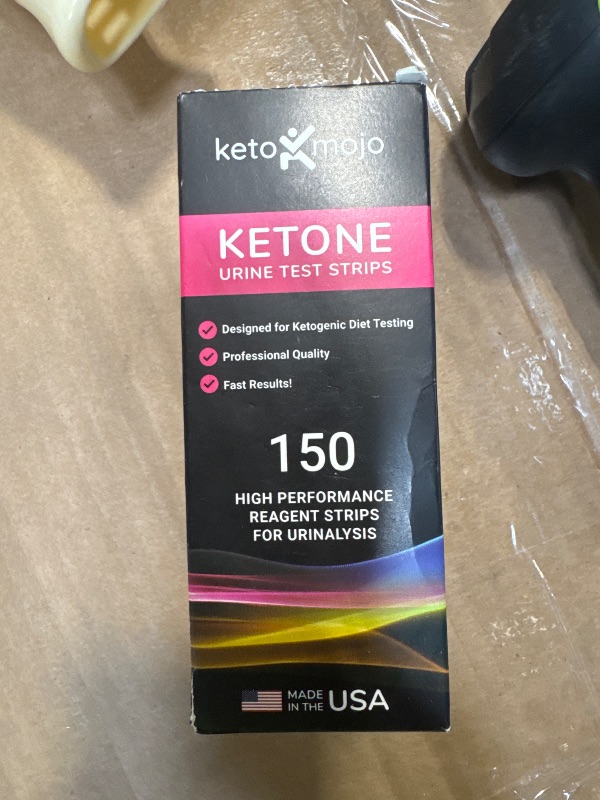 keto mojo
KETONE
URINE TEST STRIPS
Designed for Ketogenic Diet Testing
Professional Quality
Fast Results!
150
HIGH PERFORMANCE
REAGENT STRIPS
FOR URINALYSIS
MADE
IN THE USA